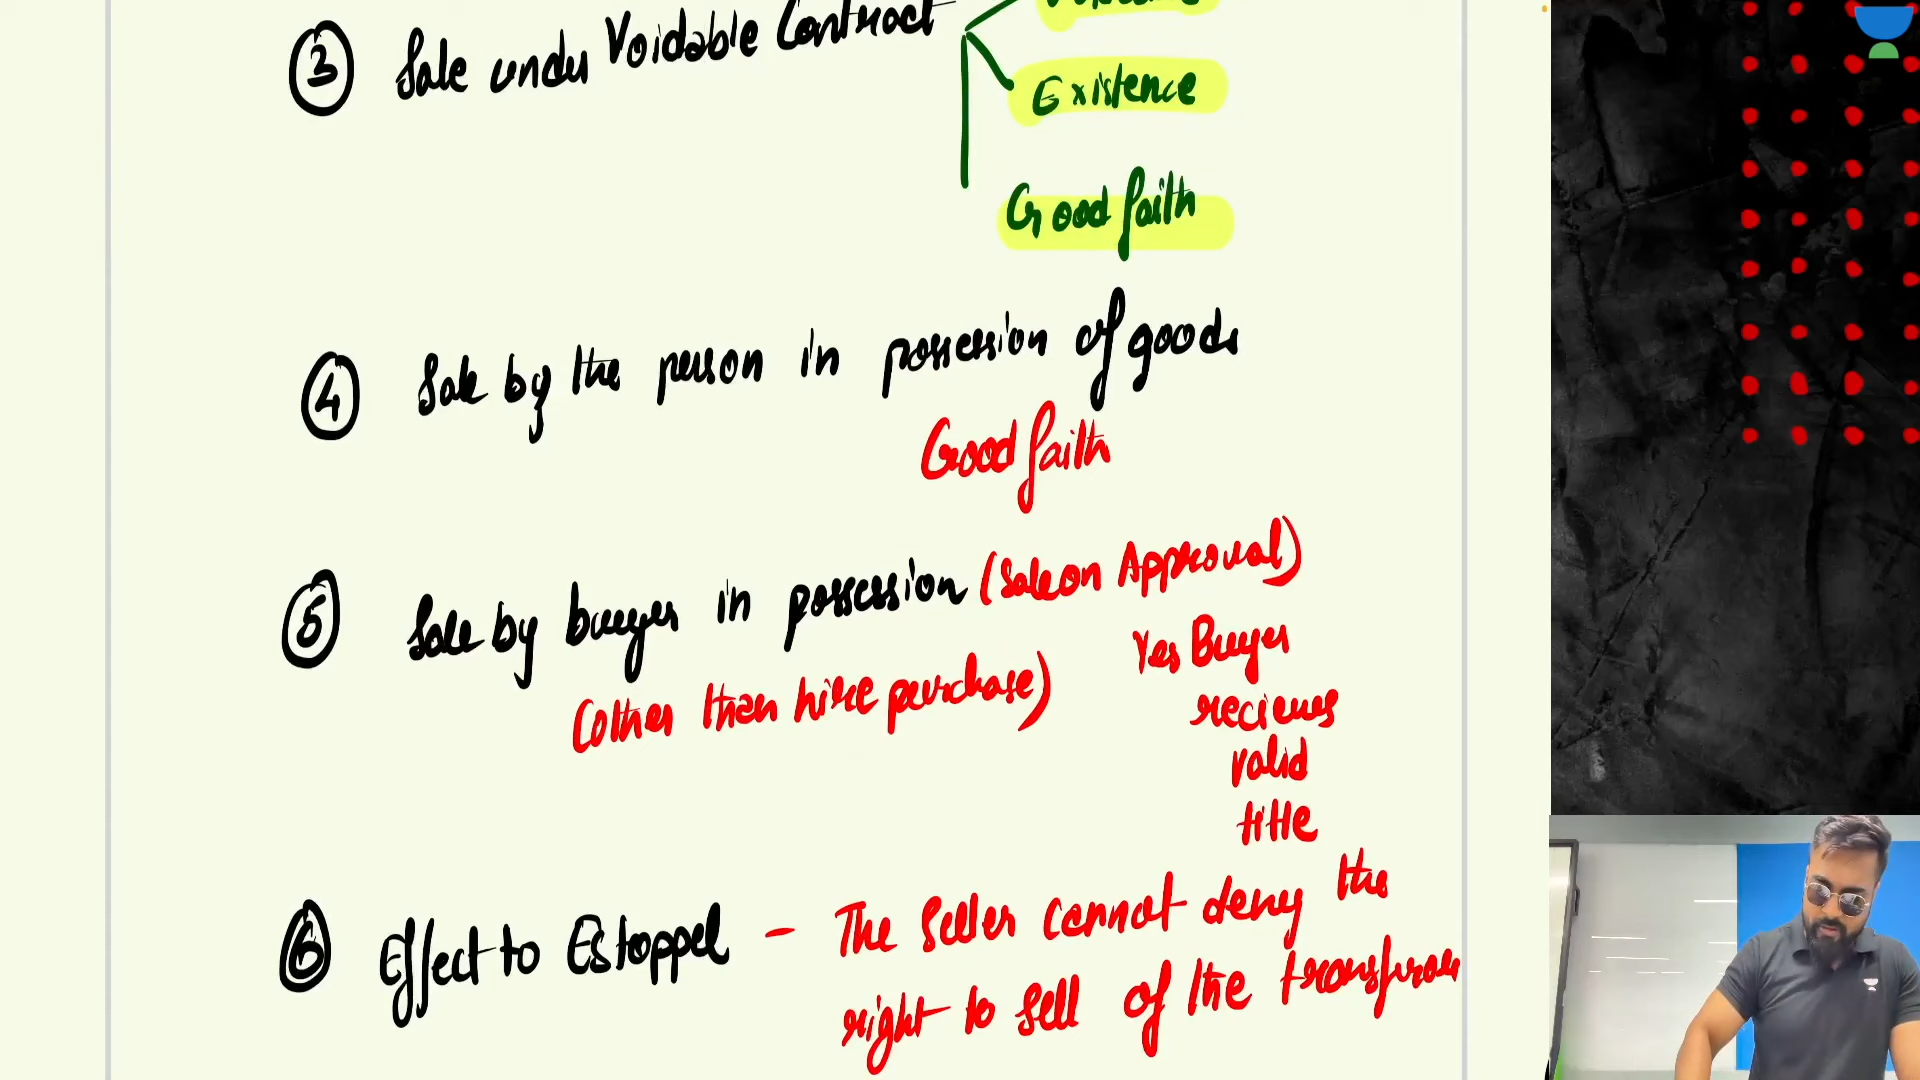 3 Sale under Voidable Contract
Existence
Good faith
4 Sale by the person in possession of goods
Good faith
5 Sale by buyer in possession (Sale on Approval)
(other than hire purchase)
Yes Buyer
recieves
valid
title
6 Effect to Estoppel - The Seller cannot deny the
right to sell of the